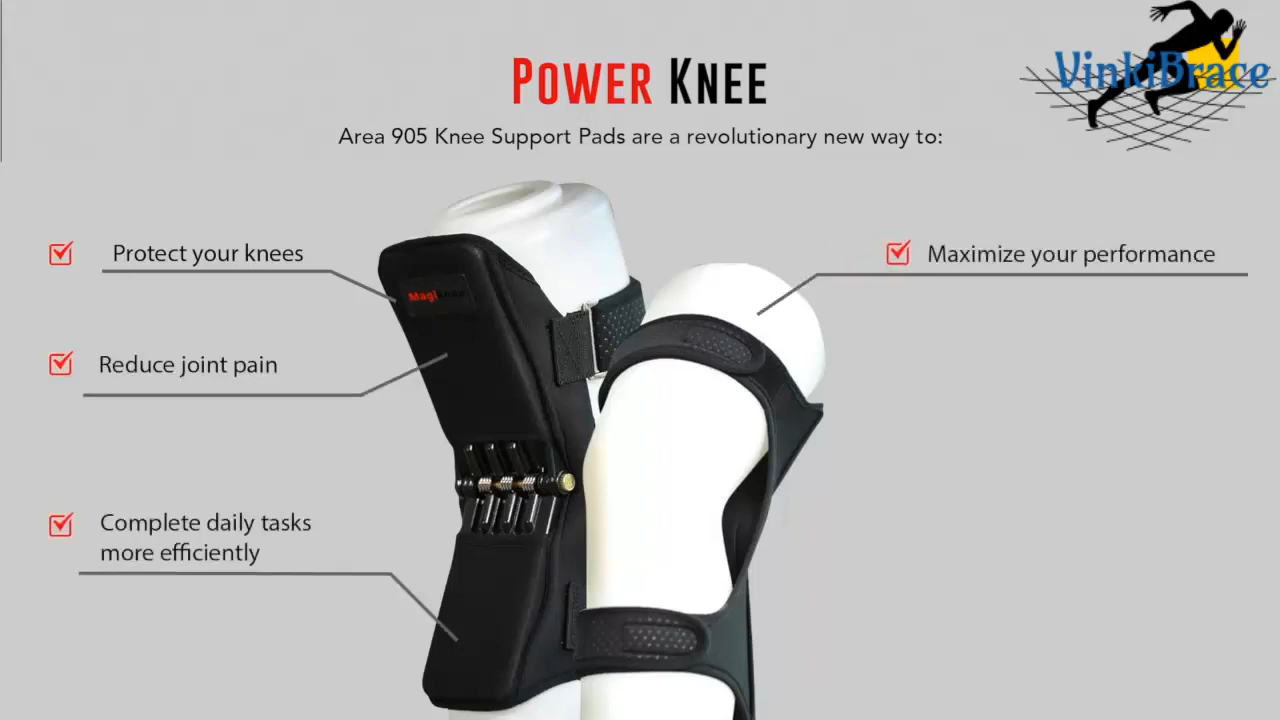 VinkiBrace
POWER KNEE
Area 905 Knee Support Pads are a revolutionary new way to:
Protect your knees
Maximize your performance
Magiknee
Reduce joint pain
Complete daily tasks
more efficiently